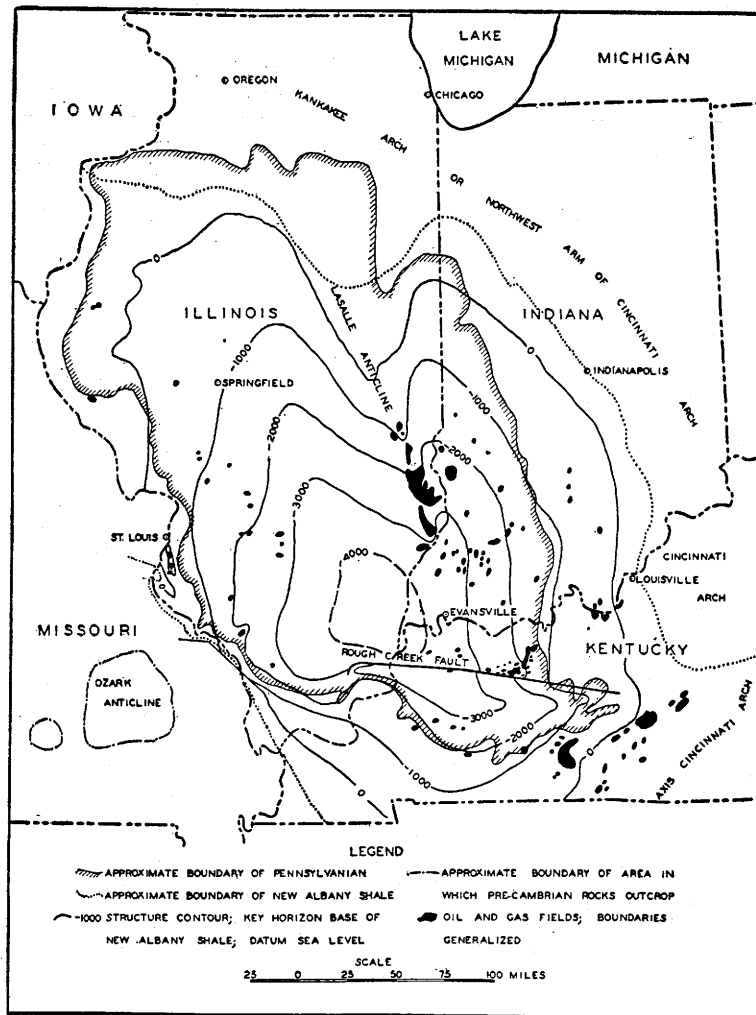 LAKE
MICHIGAN
MICHIGAN
OREGON
CHICAGO
IOWA
KANKAKEE ARCH OR NORTHWEST ARM OF CINCINNATI ARCH
0
ILLINOIS
LASALLE ANTICLINE
INDIANA
0
-1000
SPRINGFIELD
INDIANAPOLIS
-1000
-2000
-2000
-3000
ST. LOUIS
-4000
CINCINNATI
ARCH
LOUISVILLE
EVANSVILLE
MISSOURI
KENTUCKY
ROUGH CREEK FAULT
OZARK
ANTICLINE
-3000
-2000
-1000
0
0
AXIS CINCINNATI ARCH
LEGEND
APPROXIMATE BOUNDARY OF PENNSYLVANIAN
APPROXIMATE BOUNDARY OF NEW ALBANY SHALE
-1000 STRUCTURE CONTOUR; KEY HORIZON BASE OF
NEW ALBANY SHALE; DATUM SEA LEVEL
APPROXIMATE BOUNDARY OF AREA IN
WHICH PRE-CAMBRIAN ROCKS OUTCROP
OIL AND GAS FIELDS; BOUNDARIES
GENERALIZED
SCALE
25 0 25 50 75 100 MILES